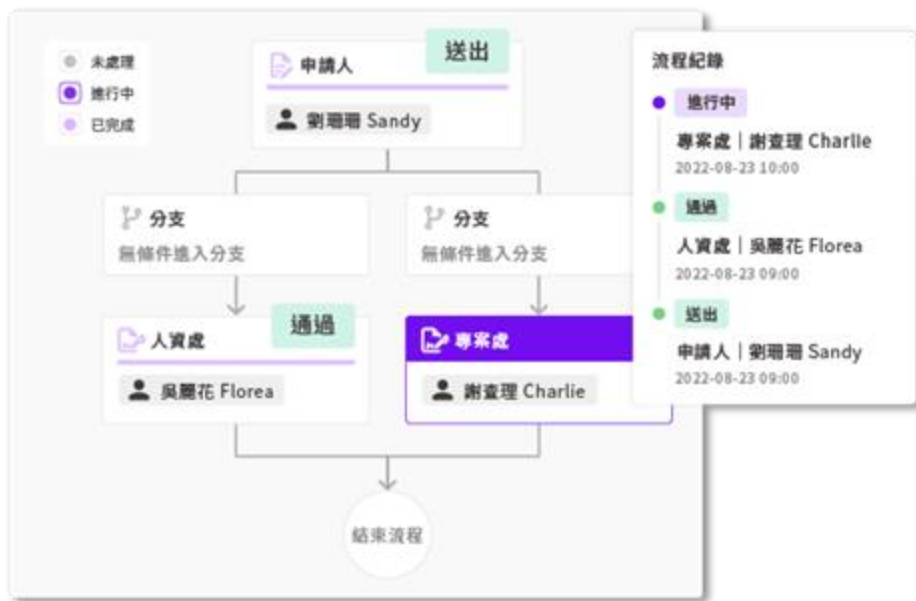 未處理
進行中
已完成
申請人
送出
劉珊珊 Sandy
分支
無條件進入分支
分支
無條件進入分支
人資處
通過
吳麗花 Florea
專案處
謝查理 Charlie
結束流程
流程紀錄
進行中
專案處｜謝查理 Charlie
2022-08-23 10:00
通過
人資處｜吳麗花 Florea
2022-08-23 09:00
送出
申請人｜劉珊珊 Sandy
2022-08-23 09:00